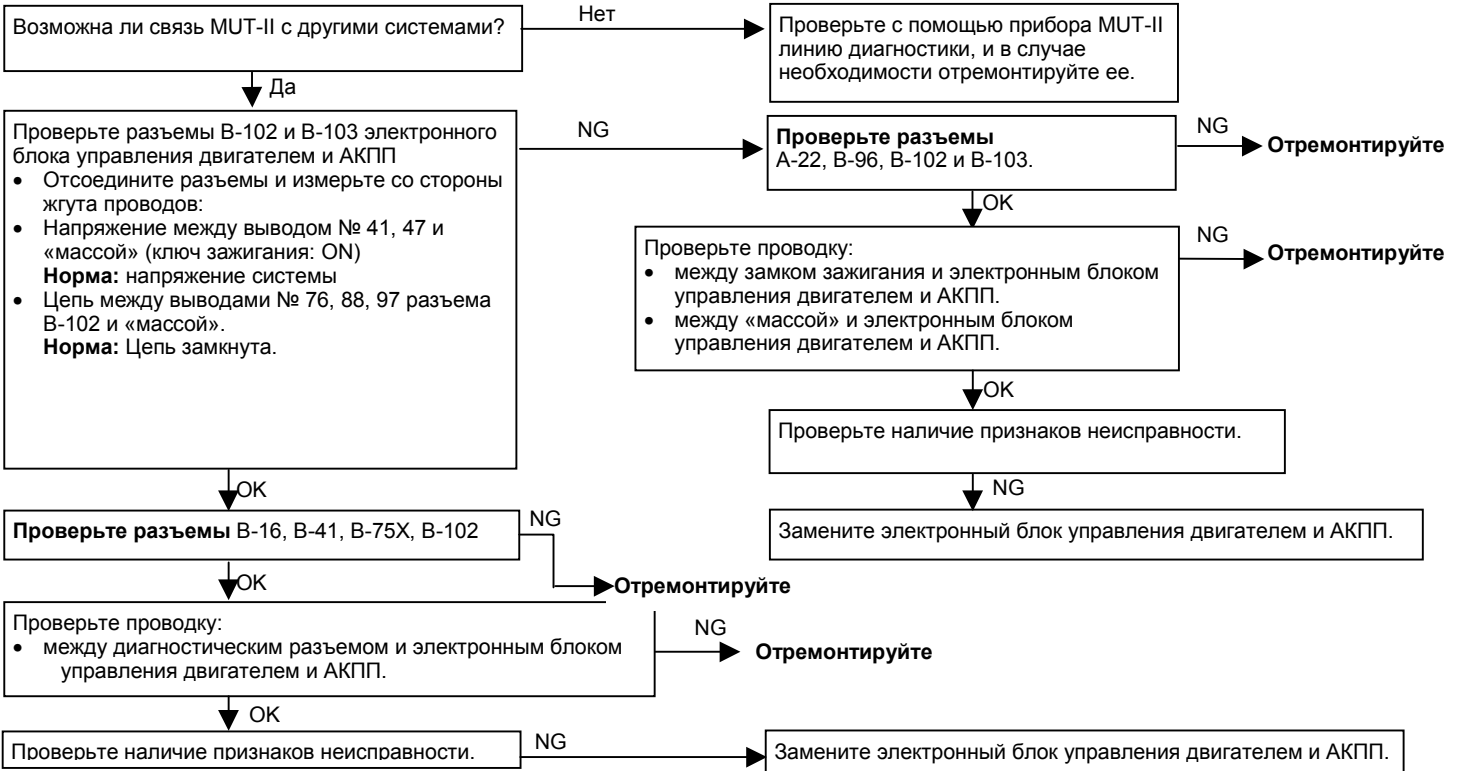 Возможна ли связь MUT-II с другими системами?
Нет
Проверьте с помощью прибора MUT-II
линию диагностики, и в случае
необходимости отремонтируйте ее.
Да
Проверьте разъемы B-102 и B-103 электронного
блока управления двигателем и АКПП
• Отсоедините разъемы и измерьте со стороны
жгута проводов:
• Напряжение между выводом № 41, 47 и
«массой» (ключ зажигания: ON)
Норма: напряжение системы
• Цепь между выводами № 76, 88, 97 разъема
B-102 и «массой».
Норма: Цепь замкнута.
NG
Проверьте разъемы
A-22, B-96, B-102 и B-103.
NG
Отремонтируйте
OK
Проверьте проводку:
• между замком зажигания и электронным блоком
управления двигателем и АКПП.
• между «массой» и электронным блоком
управления двигателем и АКПП.
NG
Отремонтируйте
OK
Проверьте наличие признаков неисправности.
NG
Замените электронный блок управления двигателем и АКПП.
OK
Проверьте разъемы B-16, B-41, B-75X, B-102
NG
Отремонтируйте
OK
Проверьте проводку:
• между диагностическим разъемом и электронным блоком
управления двигателем и АКПП.
NG
Отремонтируйте
OK
Проверьте наличие признаков неисправности.
NG
Замените электронный блок управления двигателем и АКПП.